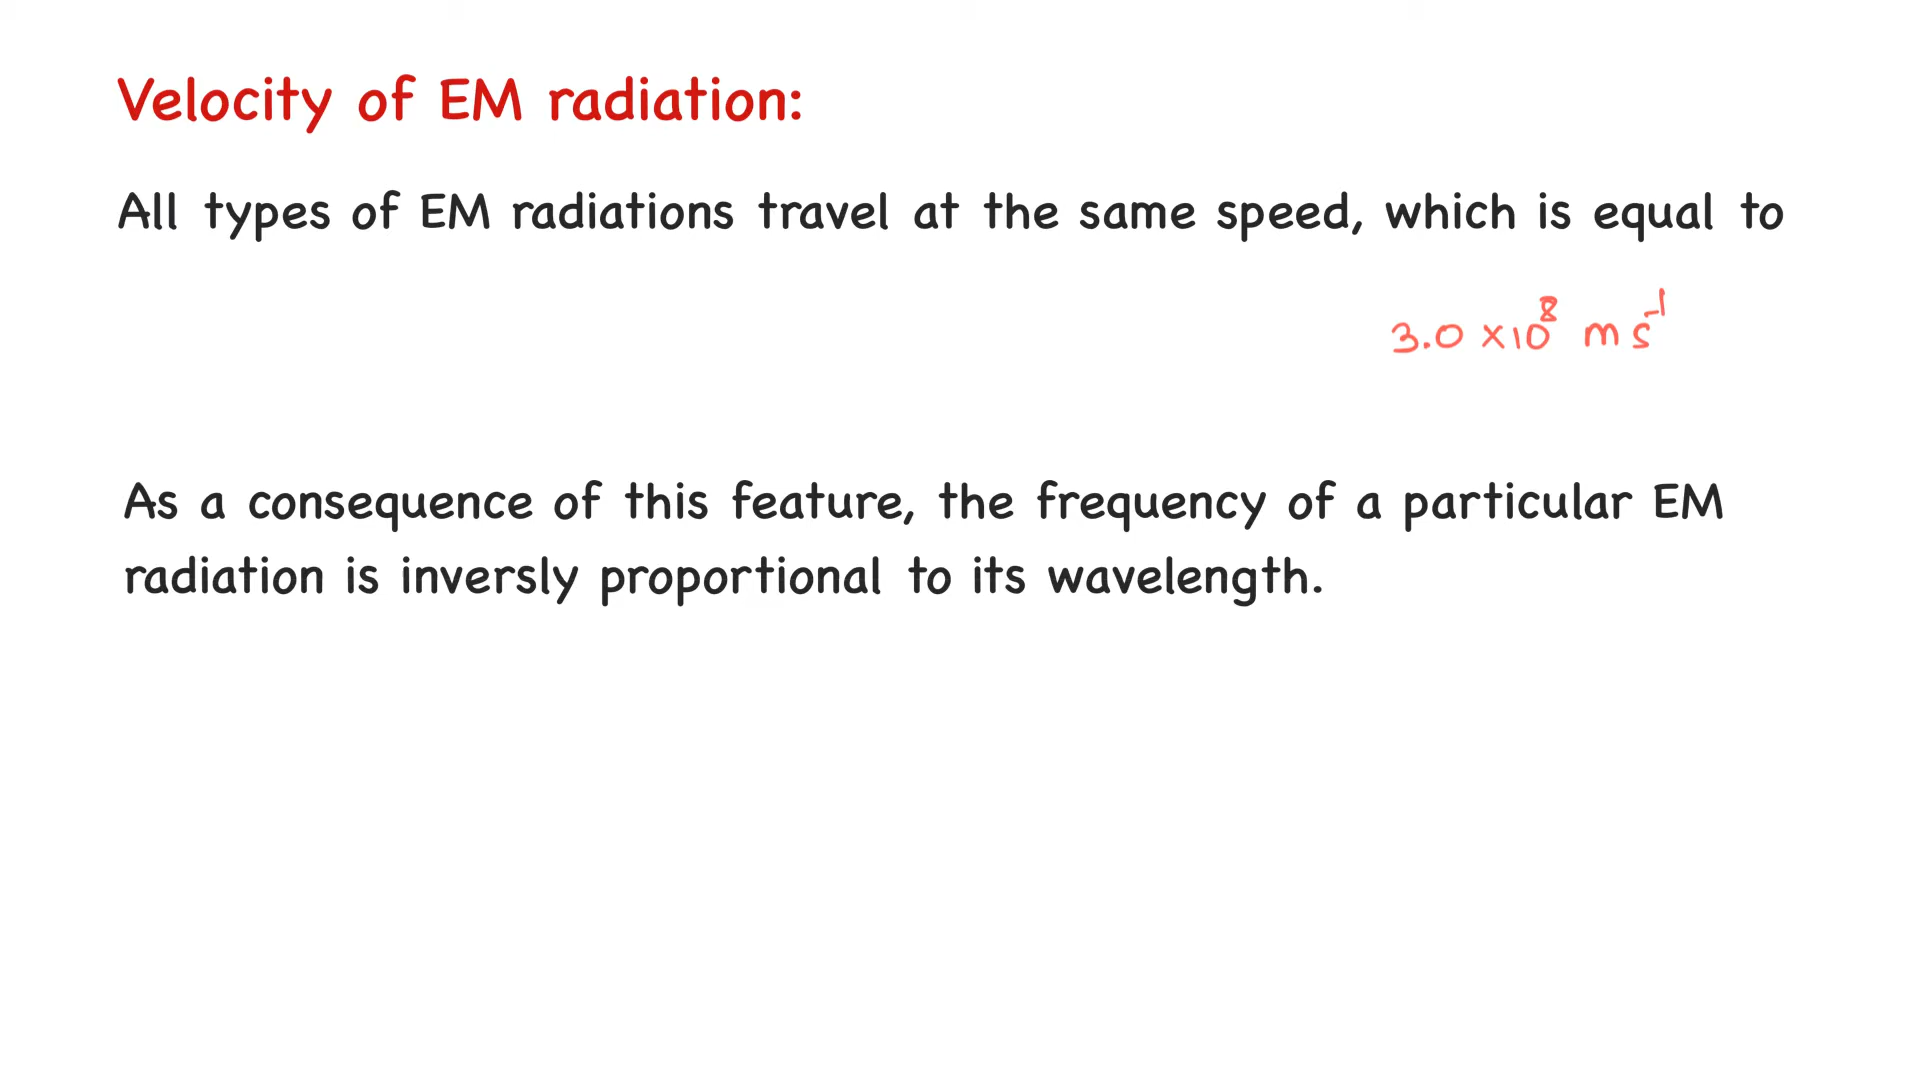 Velocity of EM radiation:
All types of EM radiations travel at the same speed, which is equal to
3.0 ×10⁸ m s⁻¹
As a consequence of this feature, the frequency of a particular EM
radiation is inversly proportional to its wavelength.